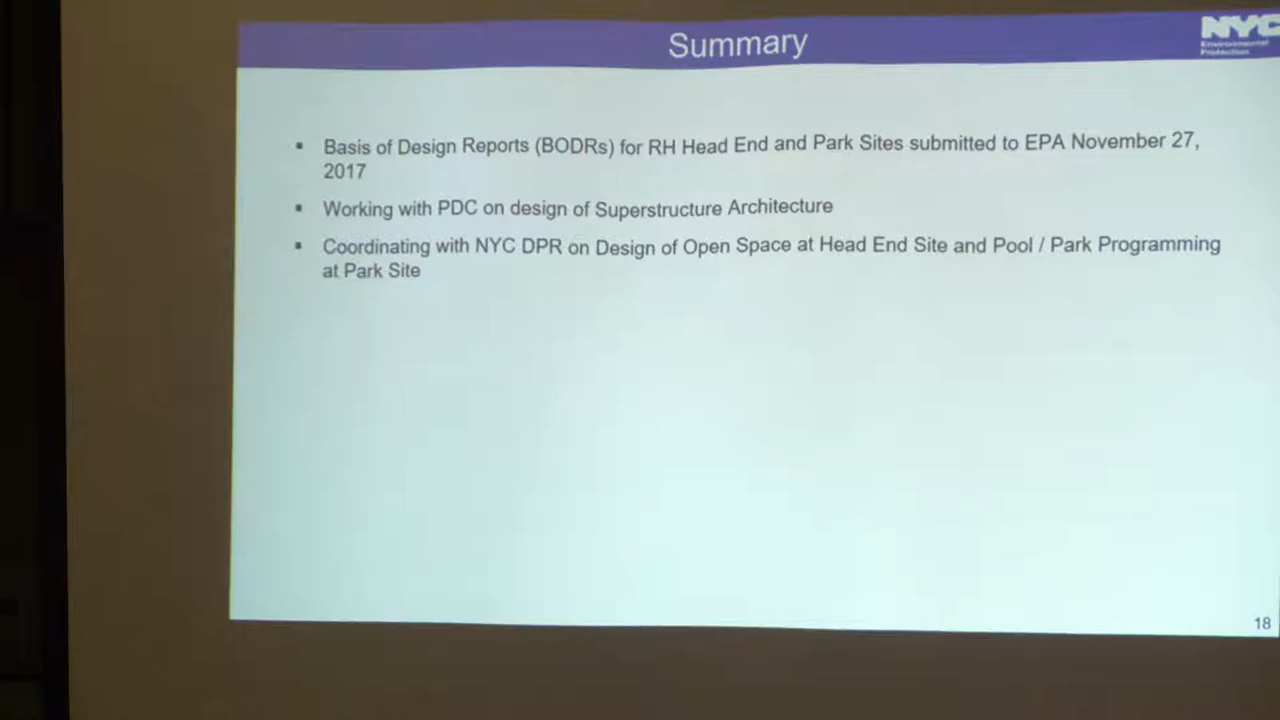 Summary
NYC
Environmental
Protection
▪ Basis of Design Reports (BODRs) for RH Head End and Park Sites submitted to EPA November 27,
2017
▪ Working with PDC on design of Superstructure Architecture
▪ Coordinating with NYC DPR on Design of Open Space at Head End Site and Pool / Park Programming
at Park Site
18